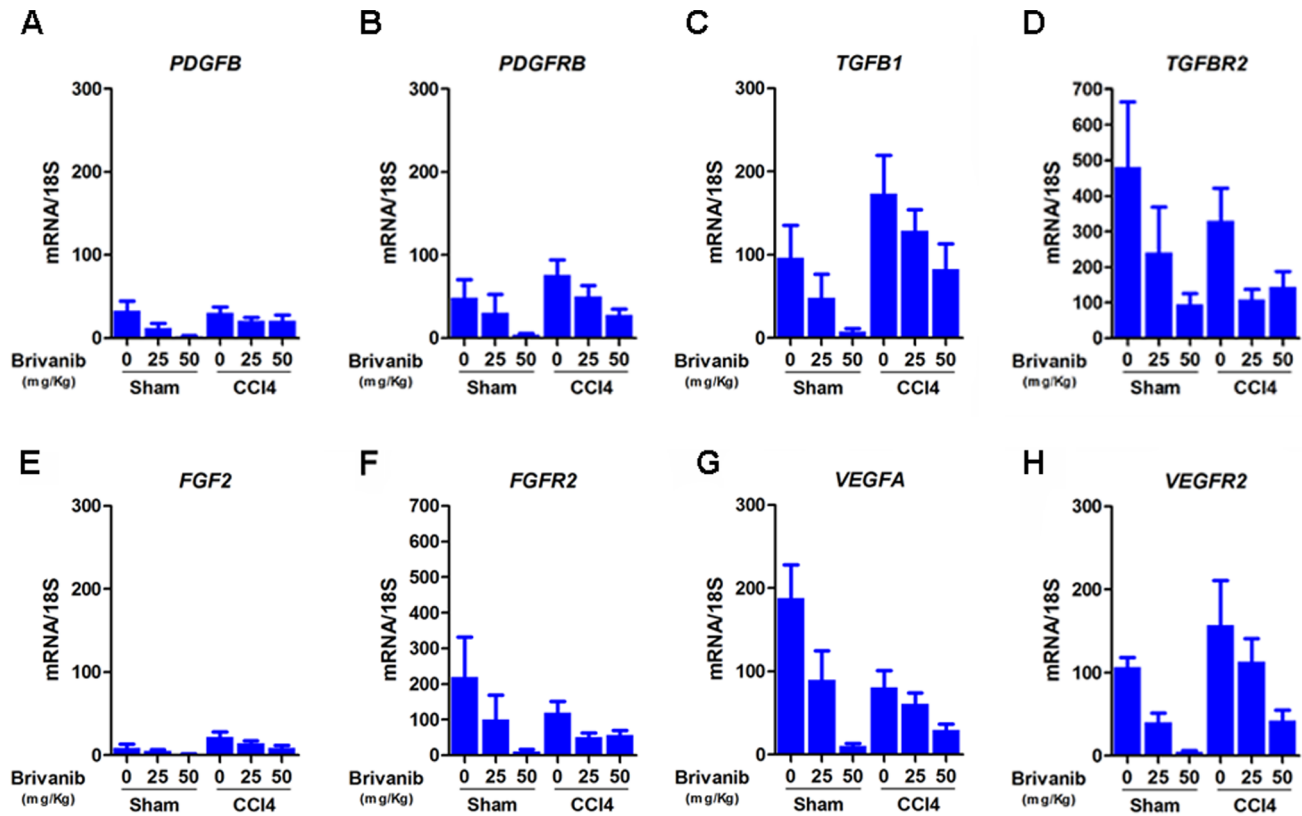 A
PDGFB
mRNA/18S
300
200
100
0
Brivanib 0 25 50 0 25 50
(mg/Kg) Sham CCl4
B
PDGFRB
mRNA/18S
300
200
100
0
Brivanib 0 25 50 0 25 50
(mg/Kg) Sham CCl4
C
TGFB1
mRNA/18S
300
200
100
0
Brivanib 0 25 50 0 25 50
(mg/Kg) Sham CCl4
D
TGFBR2
mRNA/18S
700
600
500
400
300
200
100
0
Brivanib 0 25 50 0 25 50
(mg/Kg) Sham CCl4
E
FGF2
mRNA/18S
300
200
100
0
Brivanib 0 25 50 0 25 50
(mg/Kg) Sham CCl4
F
FGFR2
mRNA/18S
700
600
500
400
300
200
100
0
Brivanib 0 25 50 0 25 50
(mg/Kg) Sham CCl4
G
VEGFA
mRNA/18S
300
200
100
0
Brivanib 0 25 50 0 25 50
(mg/Kg) Sham CCl4
H
VEGFR2
mRNA/18S
300
200
100
0
Brivanib 0 25 50 0 25 50
(mg/Kg) Sham CCl4